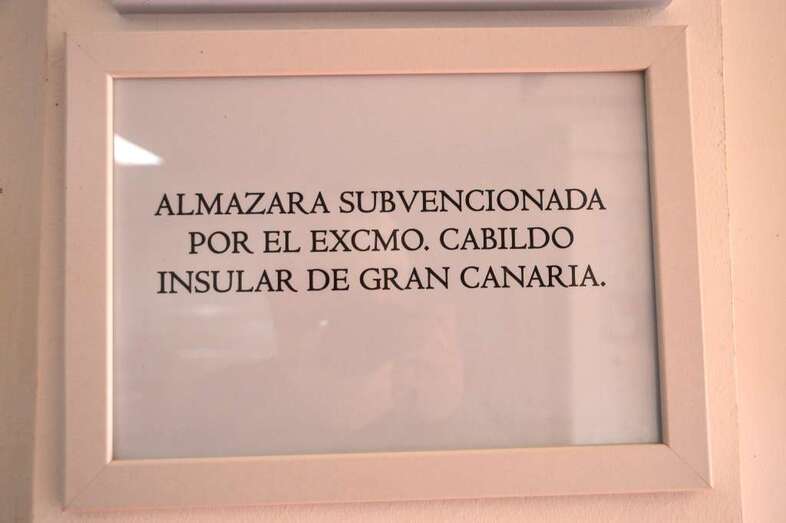 ALMAZARA SUBVENCIONADA
POR EL EXCMO. CABILDO
INSULAR DE GRAN CANARIA.